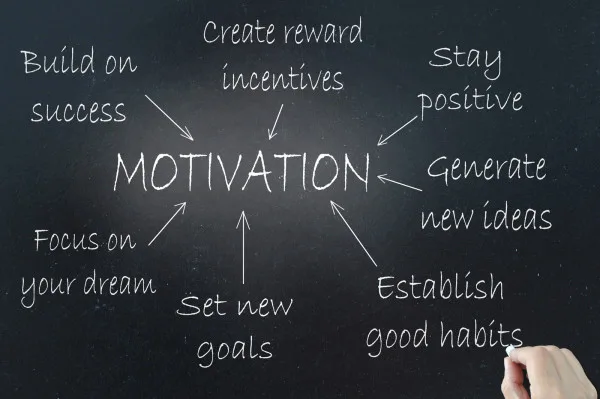 Create reward
incentives
Build on
success
Stay
positive
MOTIVATION
Generate
new ideas
Focus on
your dream
Set new
goals
Establish
good habits